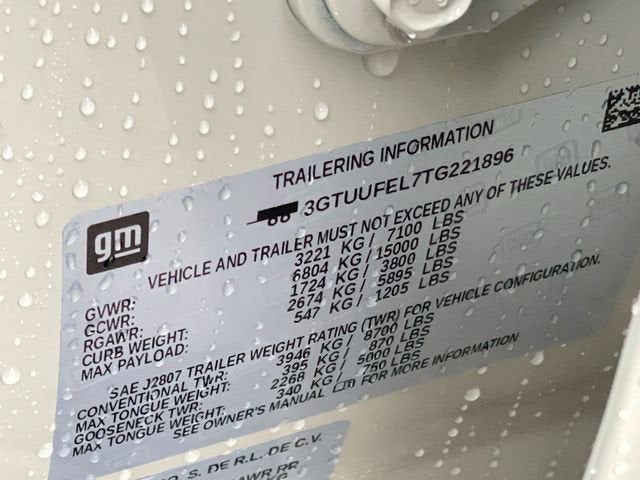 TRAILERING INFORMATION
3GTUUFEL7TG221896
gm
VEHICLE AND TRAILER MUST NOT EXCEED ANY OF THESE VALUES.
GVWR: 3221 KG / 7100 LBS
GCWR: 6804 KG / 15000 LBS
RGAWR: 1724 KG / 3800 LBS
CURB WEIGHT: 2674 KG / 5895 LBS
MAX PAYLOAD: 547 KG / 1205 LBS
SAE J2807 TRAILER WEIGHT RATING (TWR) FOR VEHICLE CONFIGURATION.
CONVENTIONAL TWR: 3946 KG / 8700 LBS
MAX TONGUE WEIGHT: 395 KG / 870 LBS
GOOSENECK TWR: 2268 KG / 5000 LBS
MAX TONGUE WEIGHT: 340 KG / 750 LBS
SEE OWNER'S MANUAL FOR MORE INFORMATION
CO, S. DE R.L. DE C.V.
GAWR RR